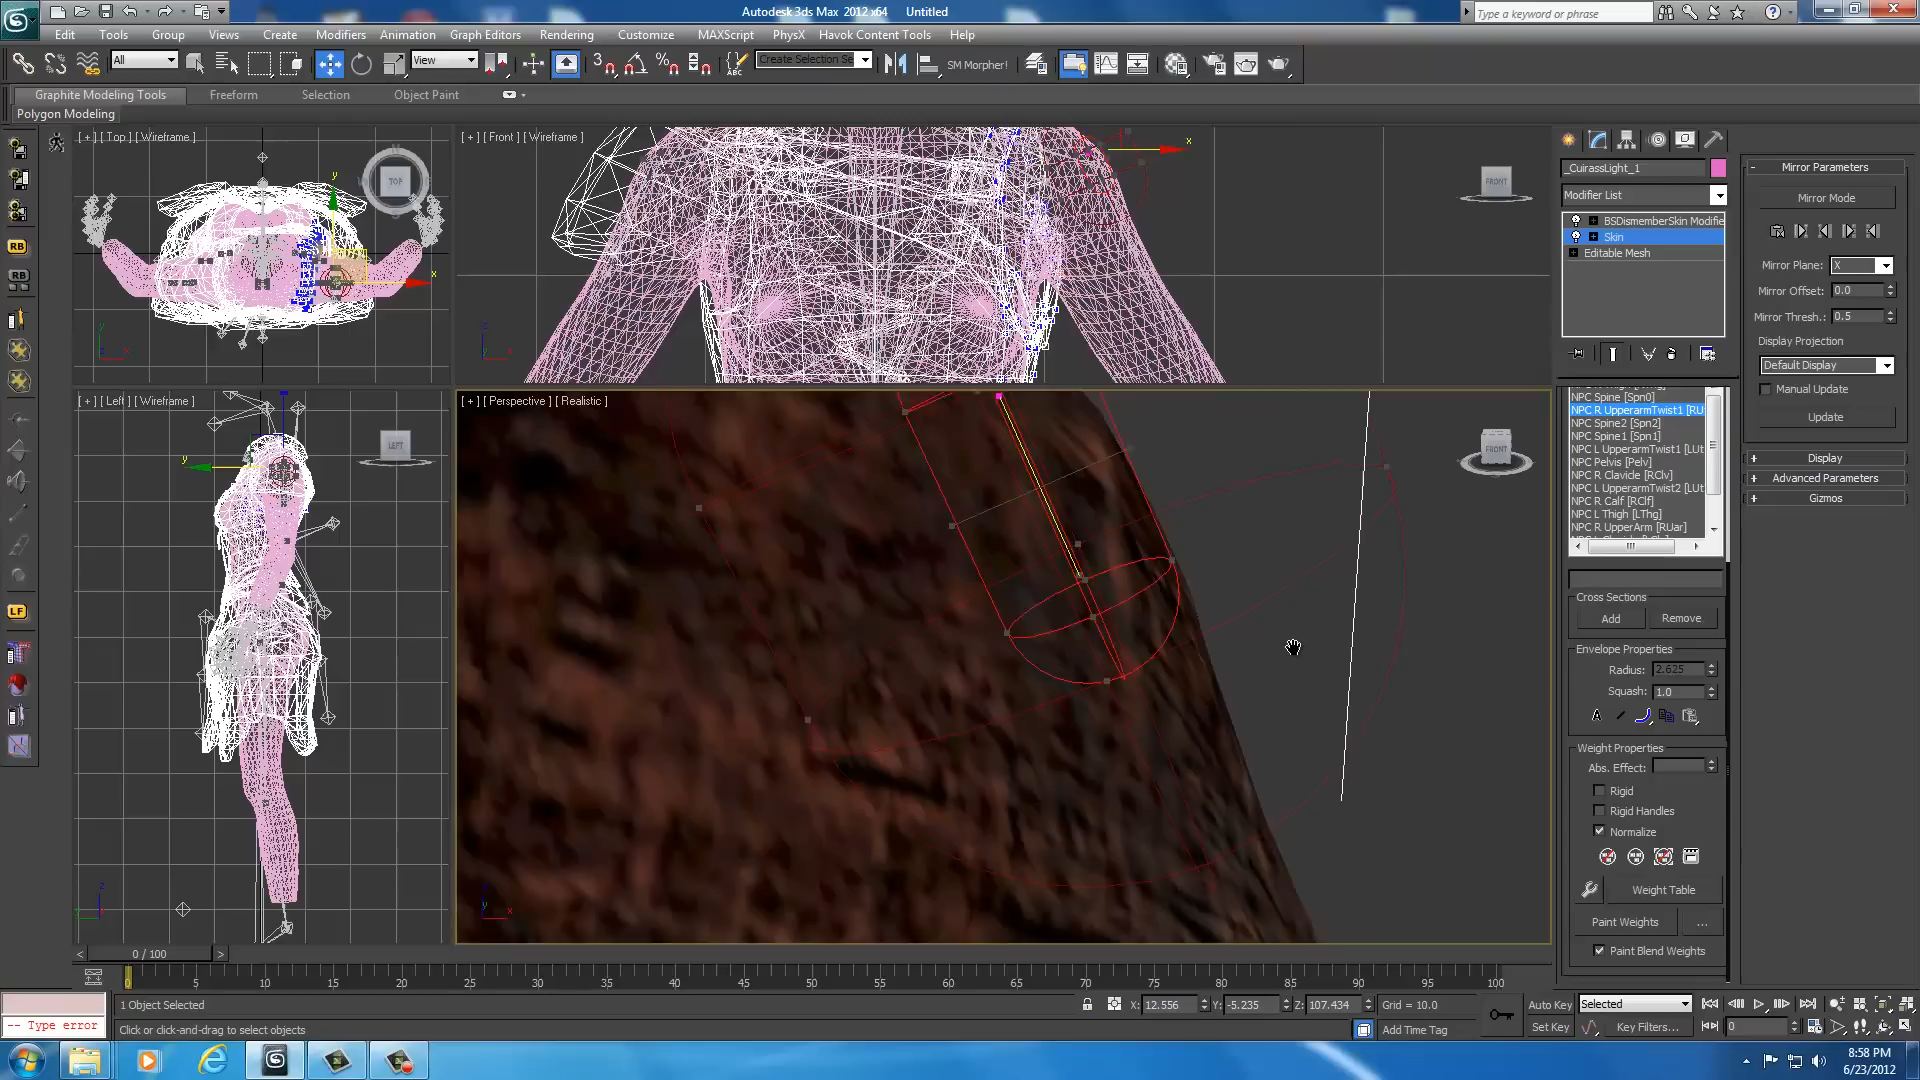 Autodesk 3ds Max 2012 x64 Untitled
Type a keyword or phrase
Edit Tools Group Views Create Modifiers Animation Graph Editors Rendering Customize MAXScript PhysX Havok Content Tools Help
All View Create Selection Se SM Morpher!
Graphite Modeling Tools Freeform Selection Object Paint
Polygon Modeling
[ + ] [ Top ] [ Wireframe ]
[ + ] [ Front ] [ Wireframe ]
[ + ] [ Left ] [ Wireframe ]
[ + ] [ Perspective ] [ Realistic ]
TOP
FRONT
LEFT
FRONT
RB
RB
LF
_CuirassLight_1
Modifier List
BSDismemberSkin Modifie
Skin
Editable Mesh
NPC Spine [Spn0]
NPC R UpperarmTwist1 [RU
NPC Spine2 [Spn2]
NPC Spine1 [Spn1]
NPC L UpperarmTwist1 [LUt
NPC Pelvis [Pelv]
NPC R Clavicle [RClv]
NPC L UpperarmTwist2 [LUt
NPC R Calf [RClf]
NPC L Thigh [LThg]
NPC R UpperArm [RUar]
Cross Sections
Add Remove
Envelope Properties
Radius: 2.625
Squash: 1.0
Weight Properties
Abs. Effect:
Rigid
Rigid Handles
Normalize
Weight Table
Paint Weights ...
Paint Blend Weights
Mirror Parameters
Mirror Mode
Mirror Plane: X
Mirror Offset: 0.0
Mirror Thresh.: 0.5
Display Projection
Default Display
Manual Update
Update
Display
Advanced Parameters
Gizmos
0 / 100
0 5 10 15 20 25 30 35 40 45 50 55 60 65 70 75 80 85 90 95 100
1 Object Selected X: 12.556 Y: -5.235 Z: 107.434 Grid = 10.0 Auto Key Selected
-- Type error Click or click-and-drag to select objects Add Time Tag Set Key Key Filters... 0
8:58 PM
6/23/2012